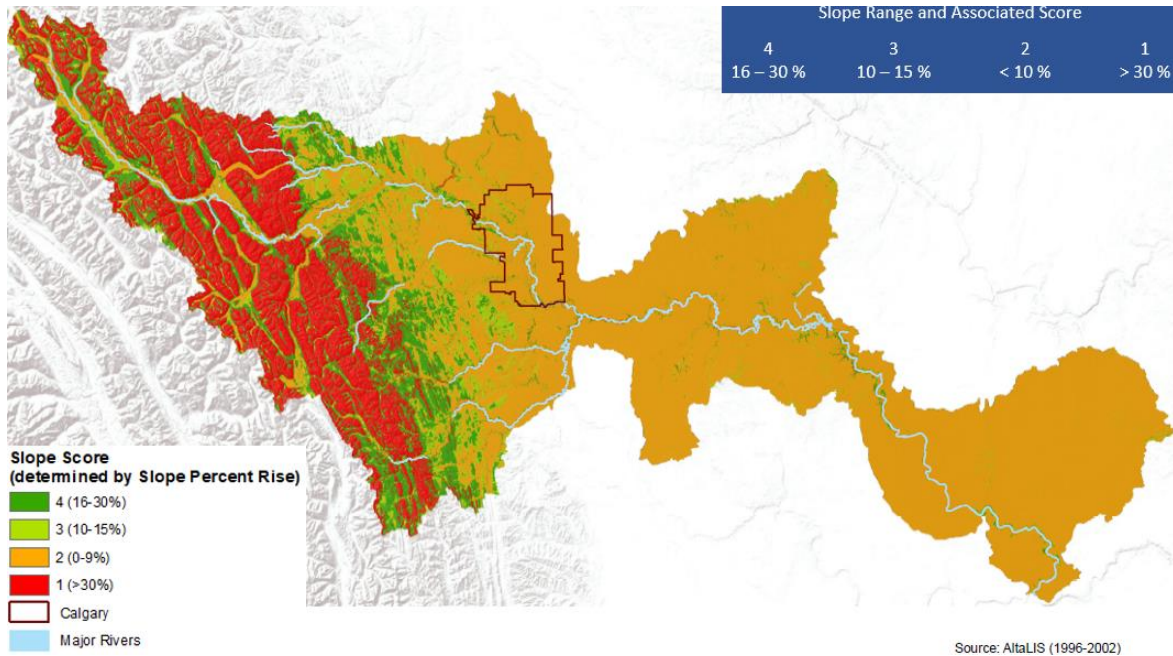 Slope Range and Associated Score
4 3 2 1
16 – 30 % 10 – 15 % < 10 % > 30 %
Slope Score
(determined by Slope Percent Rise)
4 (16-30%)
3 (10-15%)
2 (0-9%)
1 (>30%)
Calgary
Major Rivers
Source: AltaLIS (1996-2002)